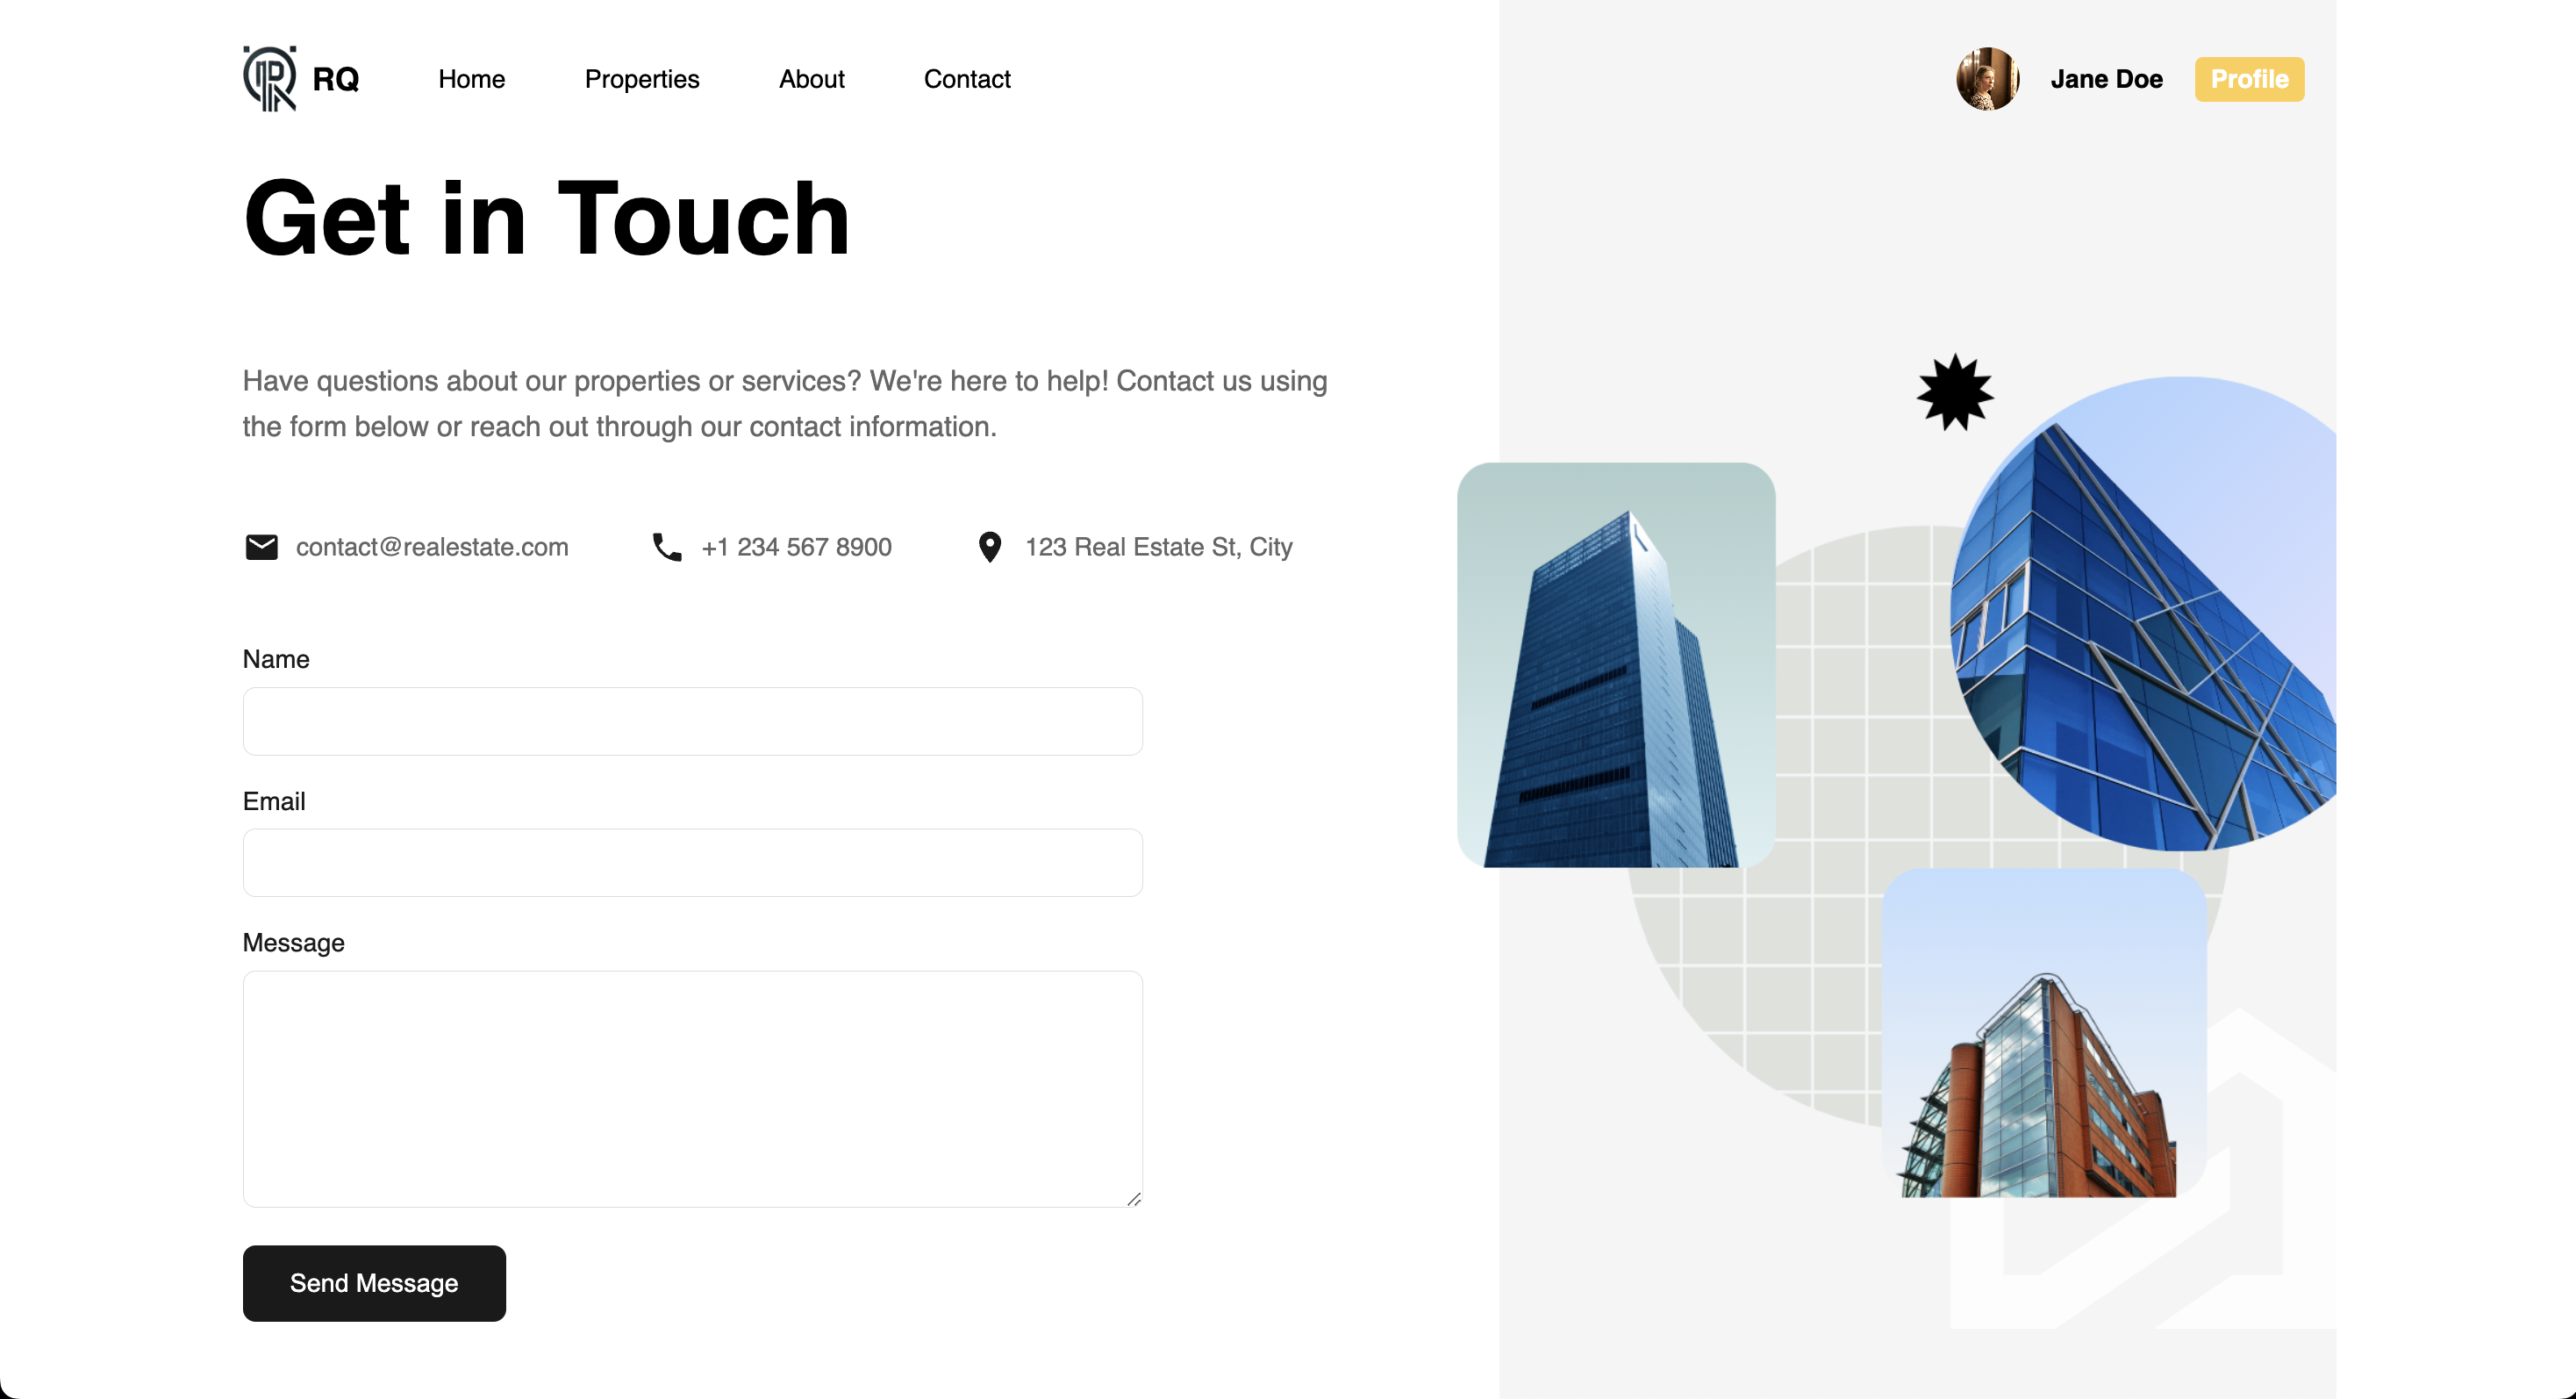 RQ
Home
Properties
About
Contact
Jane Doe
Profile
Get in Touch
Have questions about our properties or services? We're here to help! Contact us using
the form below or reach out through our contact information.
contact@realestate.com
+1 234 567 8900
123 Real Estate St, City
Name
Email
Message
Send Message